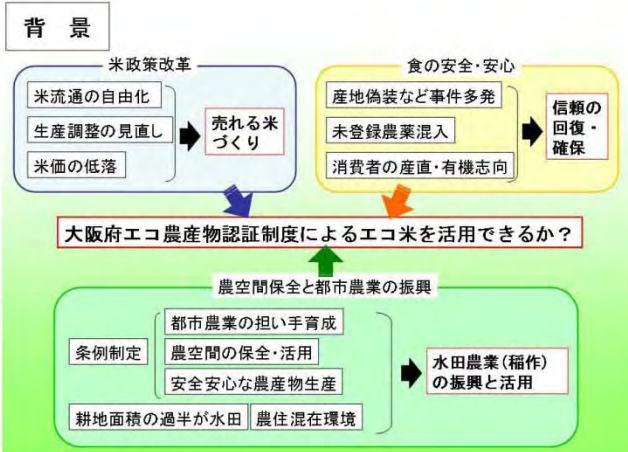 背景
米政策改革
米流通の自由化
生産調整の見直し
米価の低落
売れる米
づくり
食の安全・安心
産地偽装など事件多発
未登録農薬混入
消費者の産直・有機志向
信頼の
回復・
確保
大阪府エコ農産物認証制度によるエコ米を活用できるか？
農空間保全と都市農業の振興
条例制定
都市農業の担い手育成
農空間の保全・活用
安全安心な農産物生産
耕地面積の過半が水田
農住混在環境
水田農業（稲作）
の振興と活用